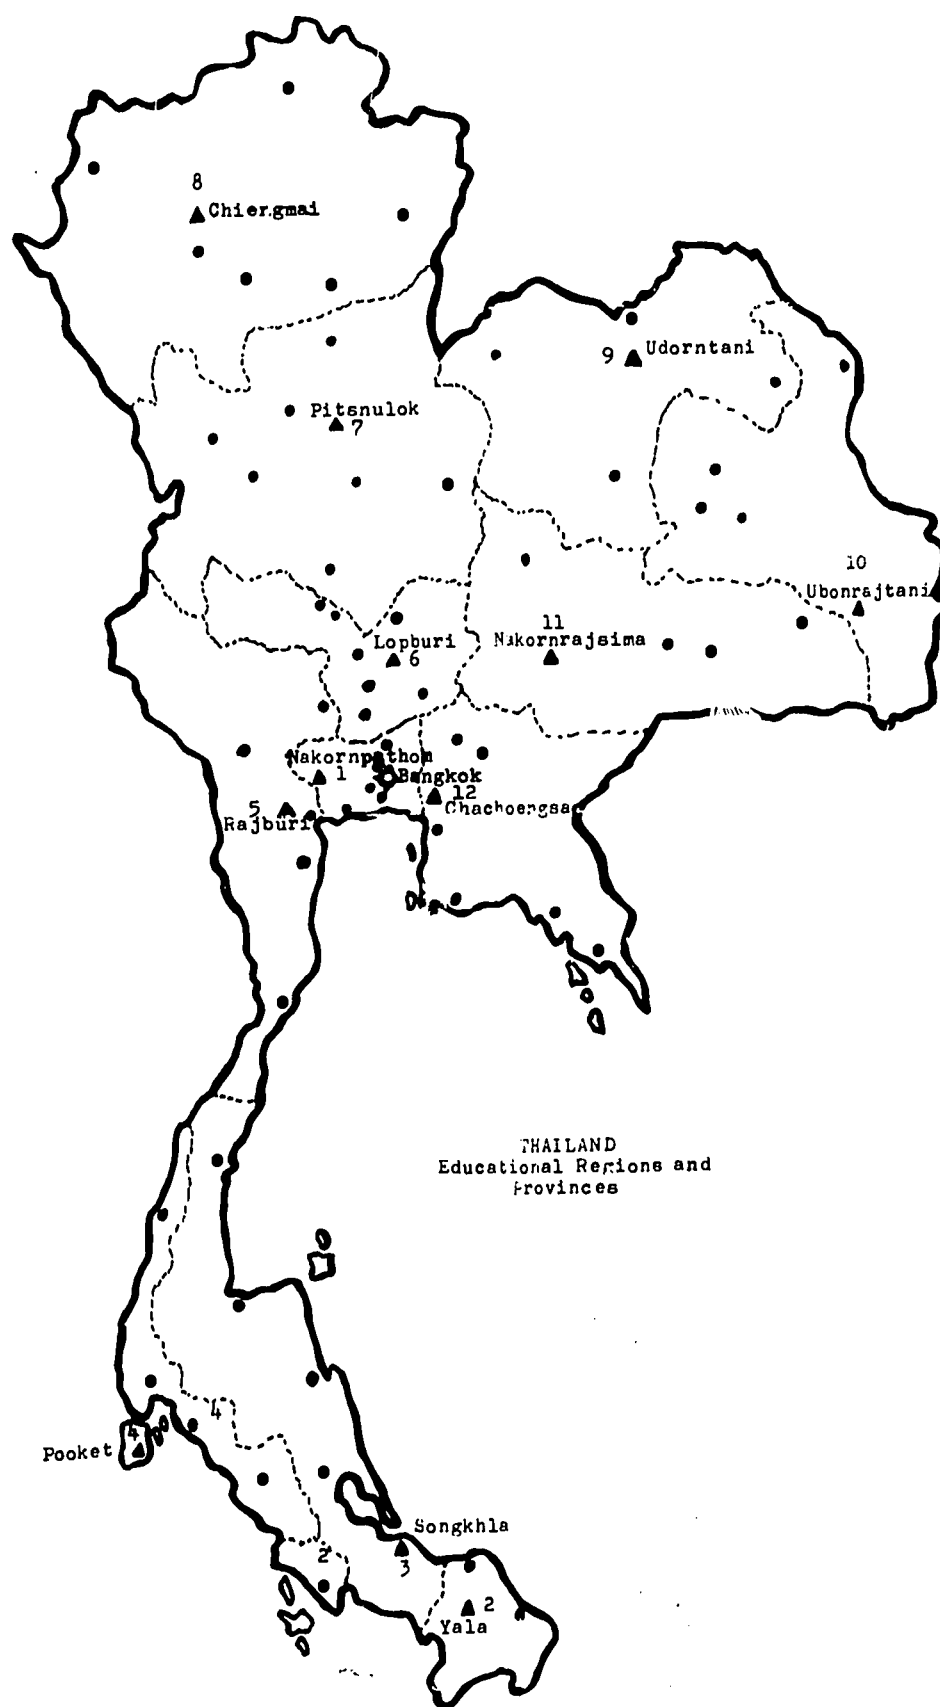 8
Chiengmai
9
Udorntani
Pitsnulok
7
10
Ubonrajtani
11
Nakornrajsima
Lopburi
6
Nakornpathom
1
Bangkok
12
Chachoengsao
5
Rajburi
THAILAND
Educational Regions and
Provinces
4
4
Pooket
Songkhla
3
2
2
Yala